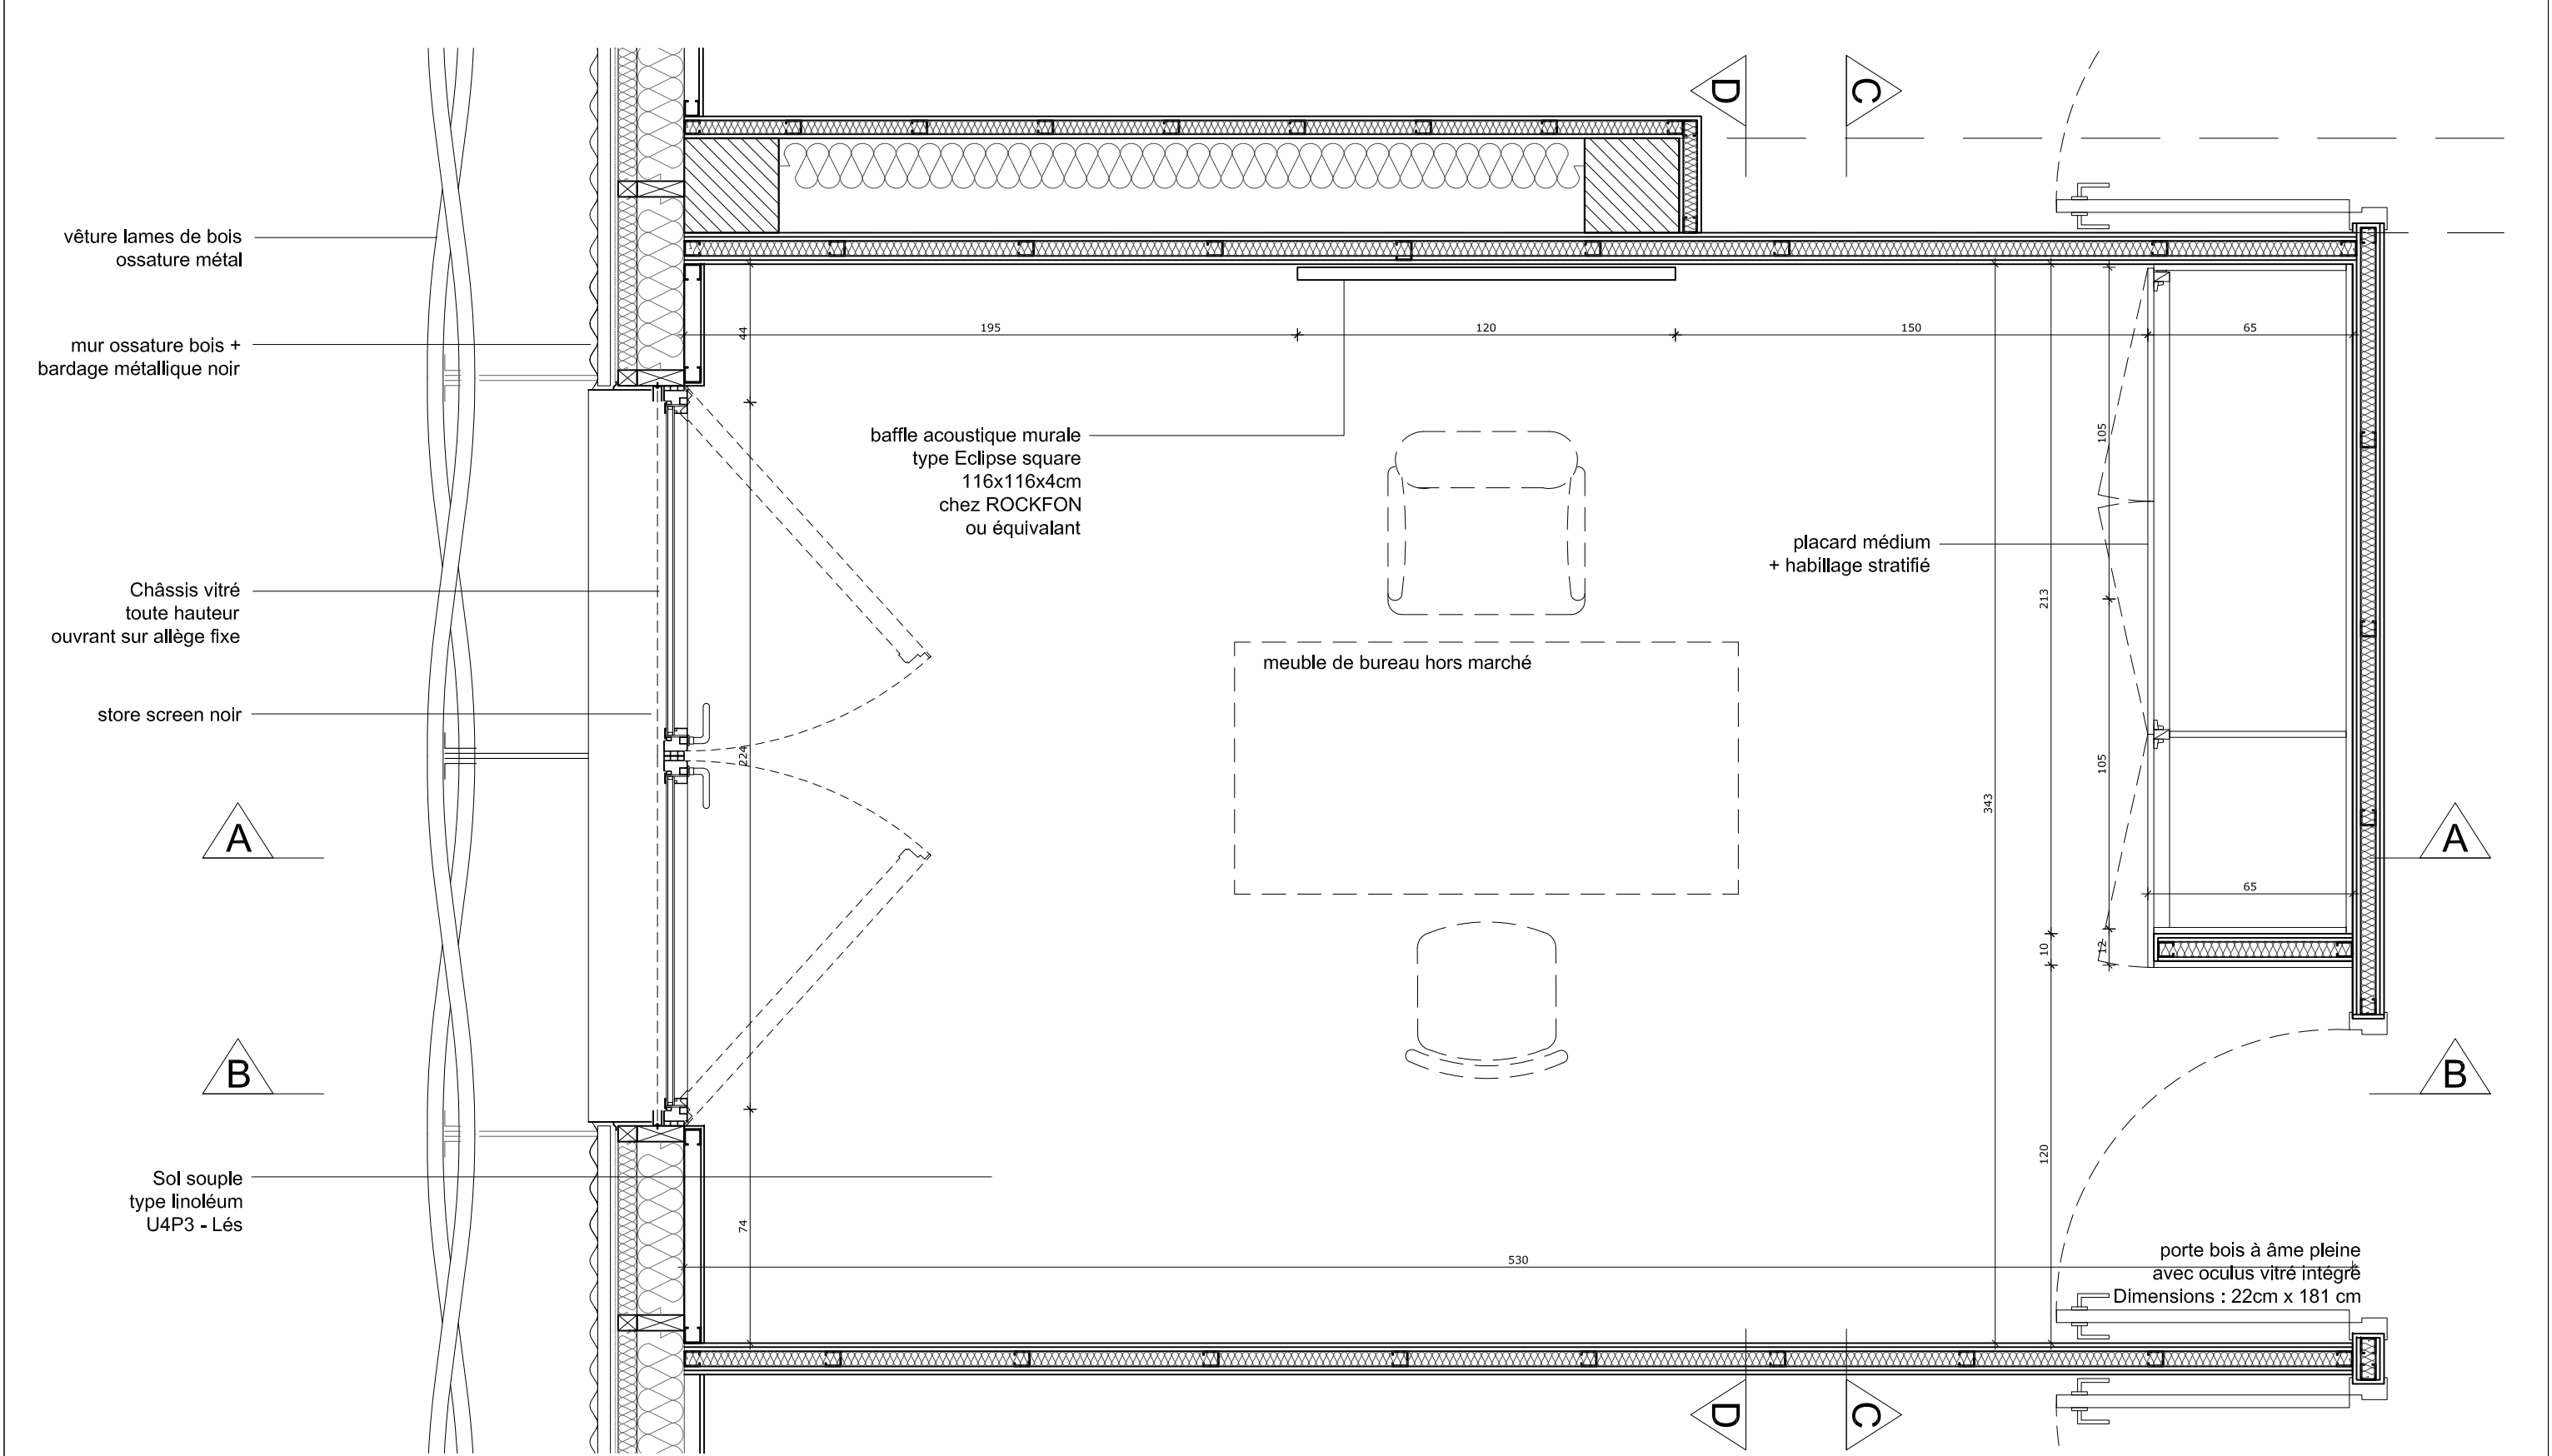 D
C
vêture lames de bois
ossature métal
mur ossature bois +
bardage métallique noir
44
195
120
150
65
baffle acoustique murale
type Eclipse square
116x116x4cm
chez ROCKFON
ou équivalant
105
placard médium
+ habillage stratifié
Châssis vitré
toute hauteur
ouvrant sur allège fixe
213
meuble de bureau hors marché
store screen noir
224
105
343
A
A
65
10
12
B
B
120
Sol souple
type linoléum
U4P3 - Lés
74
530
porte bois à âme pleine
avec oculus vitré intégré
Dimensions : 22cm x 181 cm
D
C